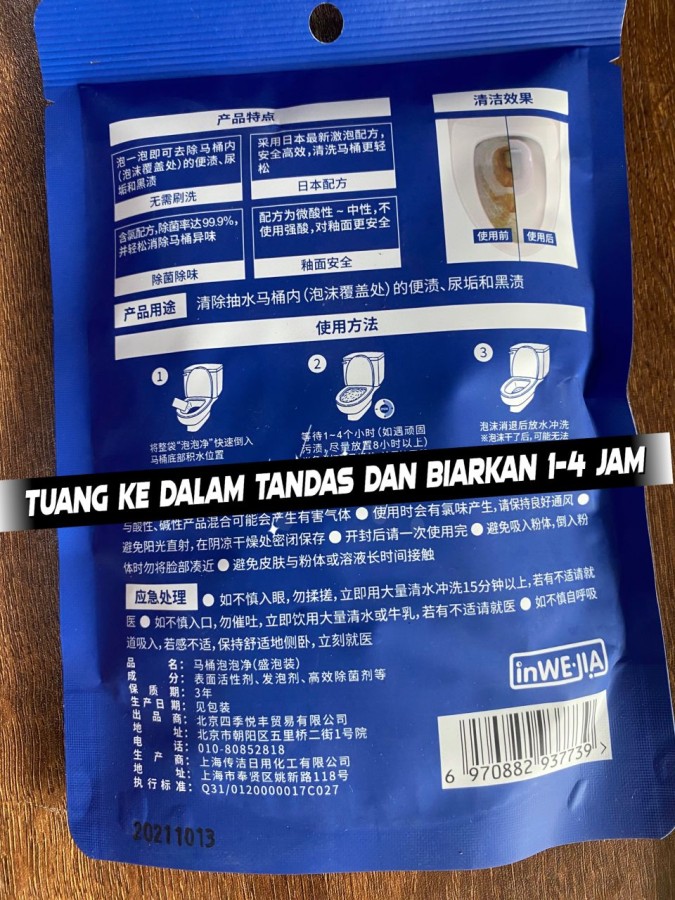 产品特点
泡一泡即可去除马桶内
(泡沫覆盖处)的便渍、尿
垢和黑渍
无需刷洗
采用日本最新激泡配方,
安全高效,清洗马桶更轻
松
日本配方
含氯配方,除菌率达99.9%,
并轻松消除马桶异味
除菌除味
配方为微酸性~中性,不
使用强酸,对釉面更安全
釉面安全
清洁效果
使用前
使用后
产品用途 清除抽水马桶内(泡沫覆盖处)的便渍、尿垢和黑渍
使用方法
1
将整袋“泡泡净”快速倒入
马桶底部积水位置
2
等待1~4个小时(如遇顽固
污渍,尽量放置8小时以上)
3
泡沫消退后放水冲洗
※泡沫干了后,可能无法
TUANG KE DALAM TANDAS DAN BIARKAN 1-4 JAM
与酸性、碱性产品混合可能会产生有害气体 ● 使用时会有氯味产生,请保持良好通风 ●
避免阳光直射,在阴凉干燥处密闭保存 ● 开封后请一次使用完 ● 避免吸入粉体,倒入粉
体时勿将脸部凑近 ● 避免皮肤与粉体或溶液长时间接触
应急处理 ● 如不慎入眼,勿揉搓,立即用大量清水冲洗15分钟以上,若有不适请就
医 ● 如不慎入口,勿催吐,立即饮用大量清水或牛乳,若有不适请就医 ● 如不慎自呼吸
道吸入,若感不适,保持舒适地侧卧,立刻就医
品名:马桶泡泡净(盛泡装)
成分:表面活性剂、发泡剂、高效除菌剂等
保质期:3年
生产日期:见包装
出品商:北京四季悦丰贸易有限公司
地址:北京市朝阳区五里桥二街1号院
电话:010-80852818
生产商:上海传洁日用化工有限公司
地址:上海市奉贤区姚新路118号
执行标准:Q31/0120000017C027
inWE·JIA
6 970882 937739 >
20211013